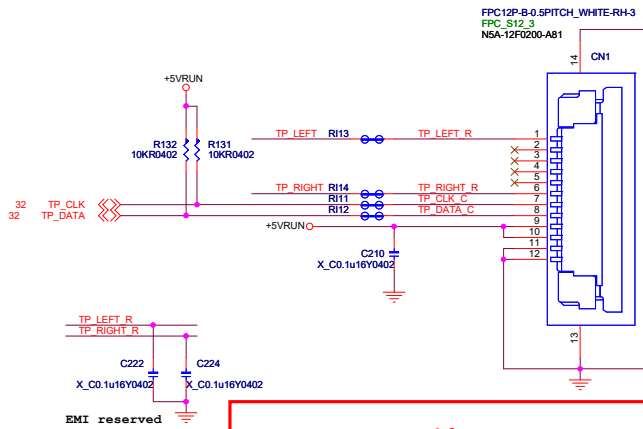 FPC12P-B-0.5PITCH_WHITE-RH-3
FPC_S12_3
N5A-12F0200-A81
14
CN1
+5VRUN
R132
10KR0402
R131
10KR0402
TP_LEFT RI13 TP_LEFT_R 1
2
3
4
5
TP_RIGHT RI14 TP_RIGHT_R 6
32 TP_CLK RI11 TP_CLK_C 7
32 TP_DATA RI12 TP_DATA_C 8
+5VRUN 9
10
11
12
C210
X_C0.1u16Y0402
13
TP_LEFT_R
TP_RIGHT_R
C222
X_C0.1u16Y0402
C224
X_C0.1u16Y0402
EMI reserved